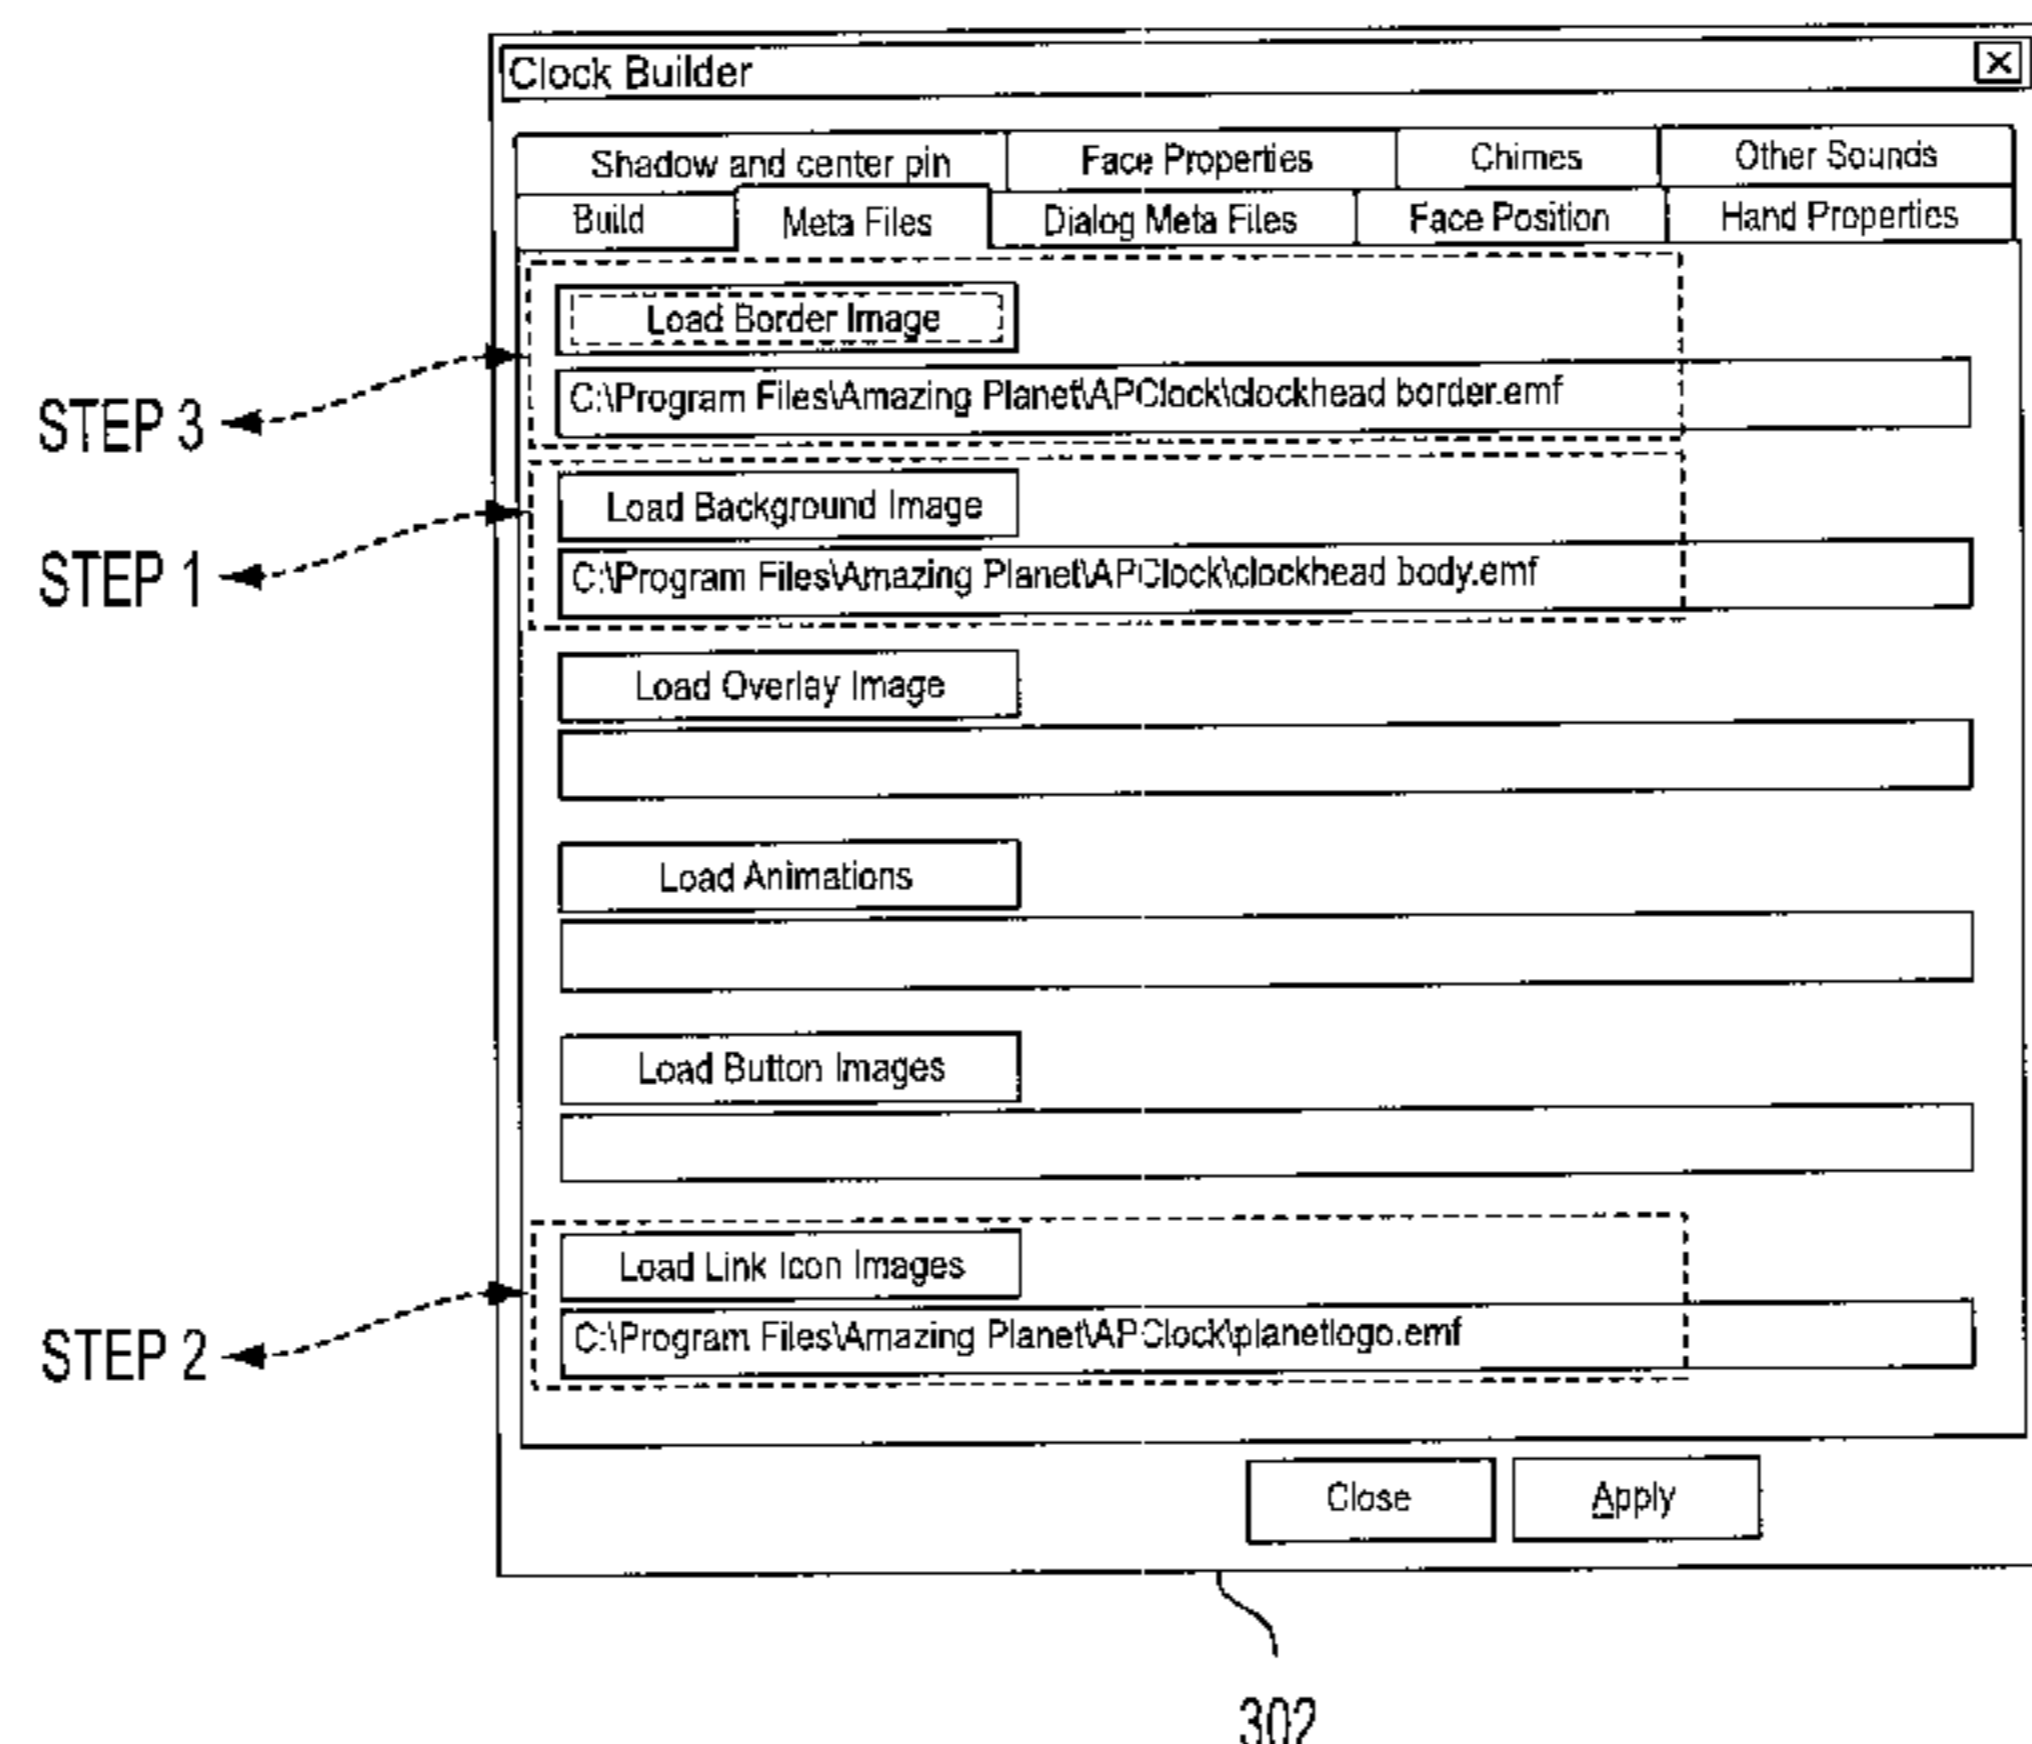 Clock Builder
Shadow and center pin Face Properties Chimes Other Sounds
Build Meta Files Dialog Meta Files Face Position Hand Properties
Load Border Image
C:\Program Files\Amazing Planet\APClock\clockhead border.emf
STEP 3
Load Background Image
C:\Program Files\Amazing Planet\APClock\clockhead body.emf
STEP 1
Load Overlay Image
Load Animations
Load Button Images
Load Link Icon Images
C:\Program Files\Amazing Planet\APClock\planetlogo.emf
STEP 2
Close Apply
302